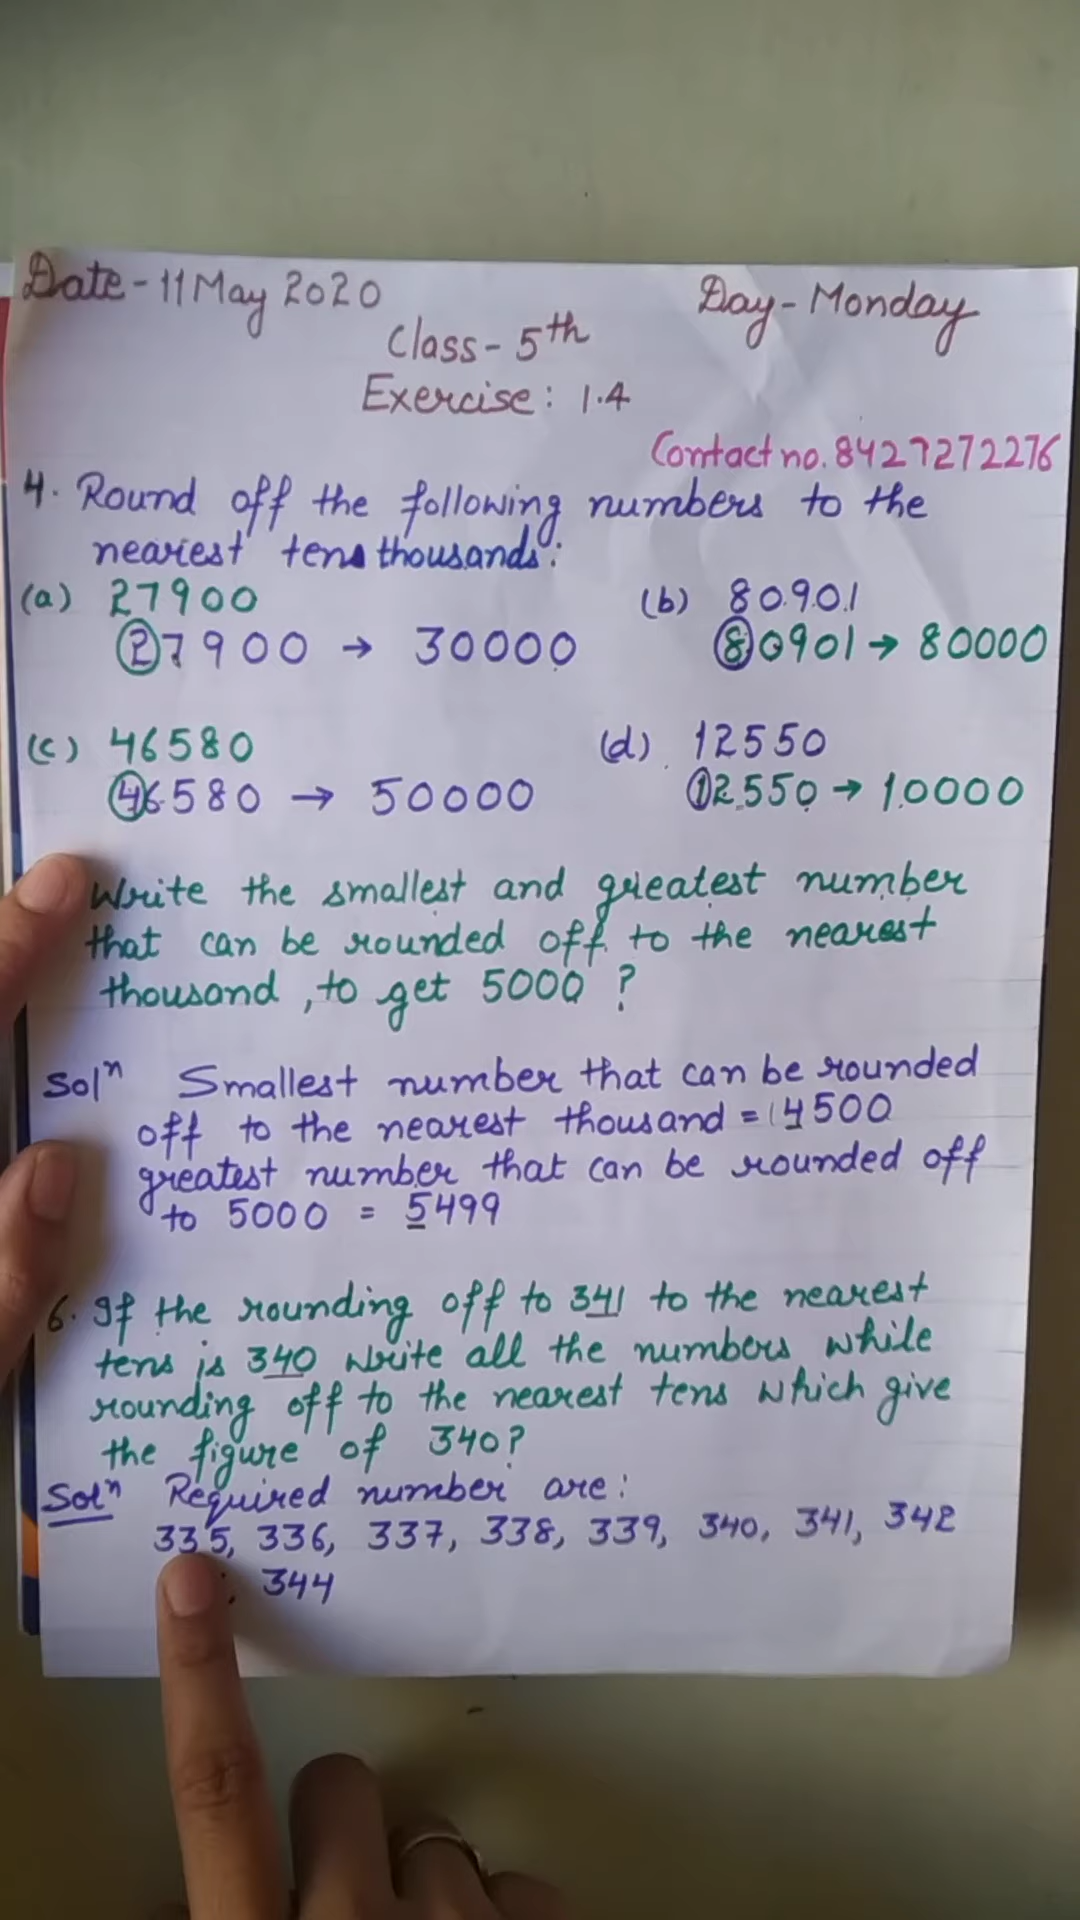 Date - 11 May 2020
Day - Monday
Class - 5th
Exercise: 1.4
Contact no. 8427272276
4. Round off the following numbers to the
nearest tens thousands:
(a) 27900
(b) 80901
27900 → 30000
80901 → 80000
(c) 46580
(d) 12550
46580 → 50000
12550 → 10000
Write the smallest and greatest number
that can be rounded off to the nearest
thousand, to get 5000 ?
Solⁿ Smallest number that can be rounded
off to the nearest thousand = 4500
greatest number that can be rounded off
to 5000 = 5499
6. If the rounding off to 341 to the nearest
tens is 340 Write all the numbers while
rounding off to the nearest tens which give
the figure of 340?
Solⁿ Required number are:
335, 336, 337, 338, 339, 340, 341, 342
, 344